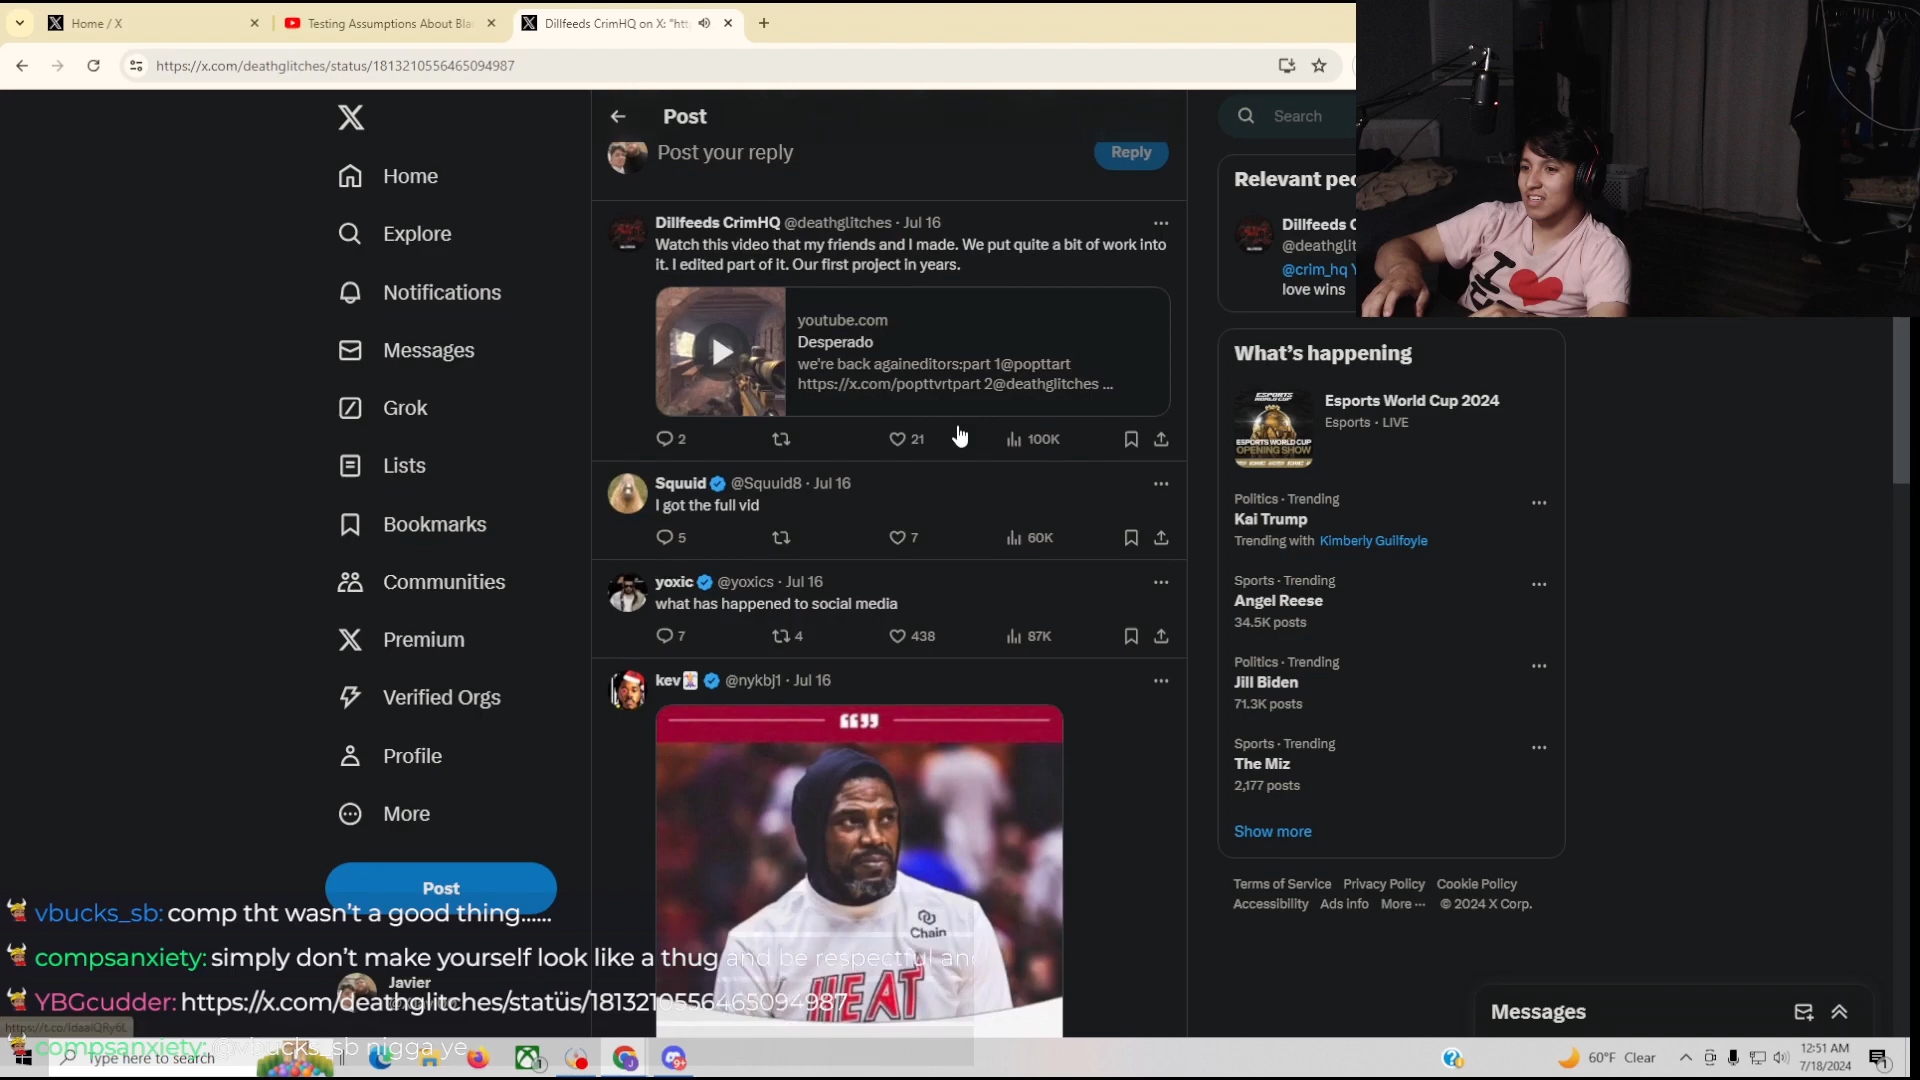 Home / X
Testing Assumptions About Bla
Dillfeeds CrimHQ on X: "htt
https://x.com/deathglitches/status/1813210556465094987
Post
Search
Post your reply
Reply
Home
Explore
Notifications
Messages
Grok
Lists
Bookmarks
Communities
Premium
Verified Orgs
Profile
More
Post
Javier
Dillfeeds CrimHQ @deathglitches · Jul 16
Watch this video that my friends and I made. We put quite a bit of work into
it. I edited part of it. Our first project in years.
youtube.com
Desperado
we're back againeditors:part 1@popttart
https://x.com/popttvrtpart 2@deathglitches ...
2 21 100K
Squuid @Squuid8 · Jul 16
I got the full vid
5 7 60K
yoxic @yoxics · Jul 16
what has happened to social media
7 4 438 87K
kev @nykbj1 · Jul 16
Chain
HEAT
Relevant peo
Dillfeeds C
@deathglit
@crim_hq Y
love wins
I
What's happening
Esports World Cup 2024
Esports · LIVE
ESPORTS
WORLD CUP
ESPORTS
WORLD CUP
OPENING SHOW
Politics · Trending
Kai Trump
Trending with Kimberly Guilfoyle
Sports · Trending
Angel Reese
34.5K posts
Politics · Trending
Jill Biden
71.3K posts
Sports · Trending
The Miz
2,177 posts
Show more
Terms of Service Privacy Policy Cookie Policy
Accessibility Ads info More ··· © 2024 X Corp.
Messages
vbucks_sb: comp tht wasn't a good thing......
compsanxiety: simply don't make yourself look like a thug and be respectful and
YBGcudder: https://x.com/deathglitches/status/1813210556465094987
compsanxiety: @vbucks_sb nigga ye
https://t.co/IdaalQRy6L
Type here to search
60°F Clear
12:51 AM
7/18/2024